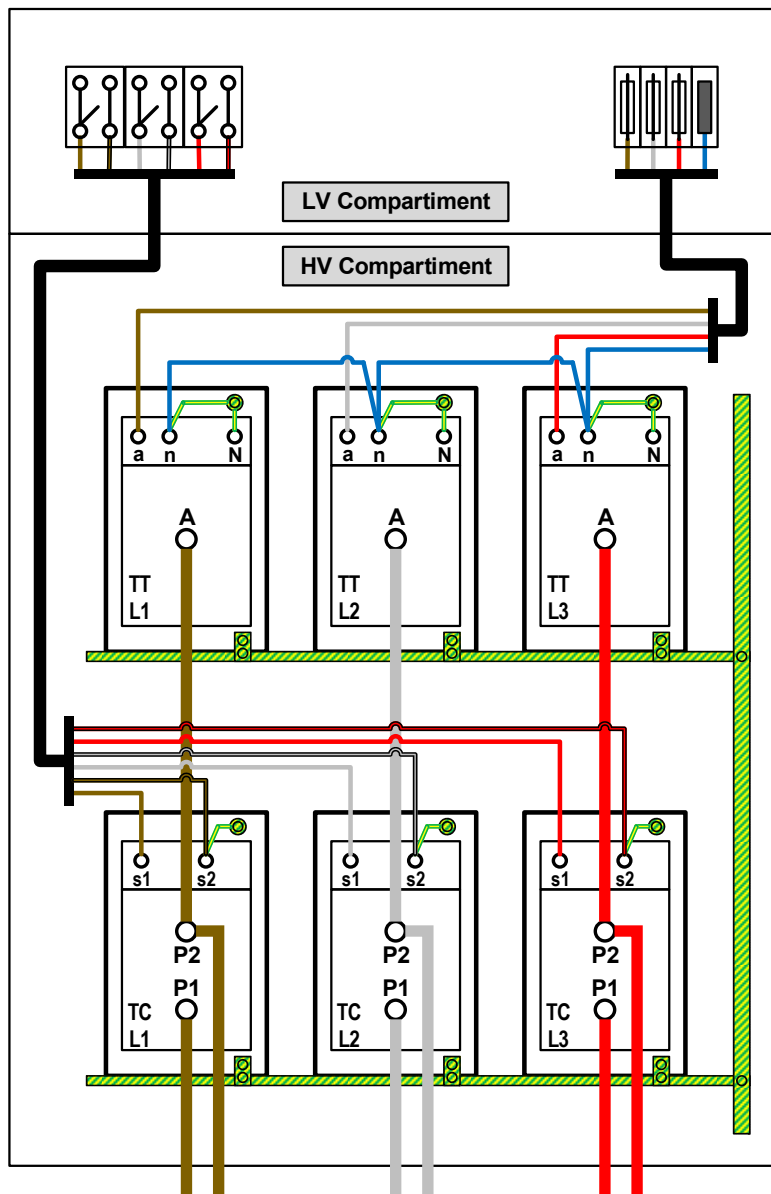 LV Compartiment
HV Compartiment
a n N a n N a n N
A A A
TT TT TT
L1 L2 L3
s1 s2 s1 s2 s1 s2
P2 P2 P2
P1 P1 P1
TC TC TC
L1 L2 L3